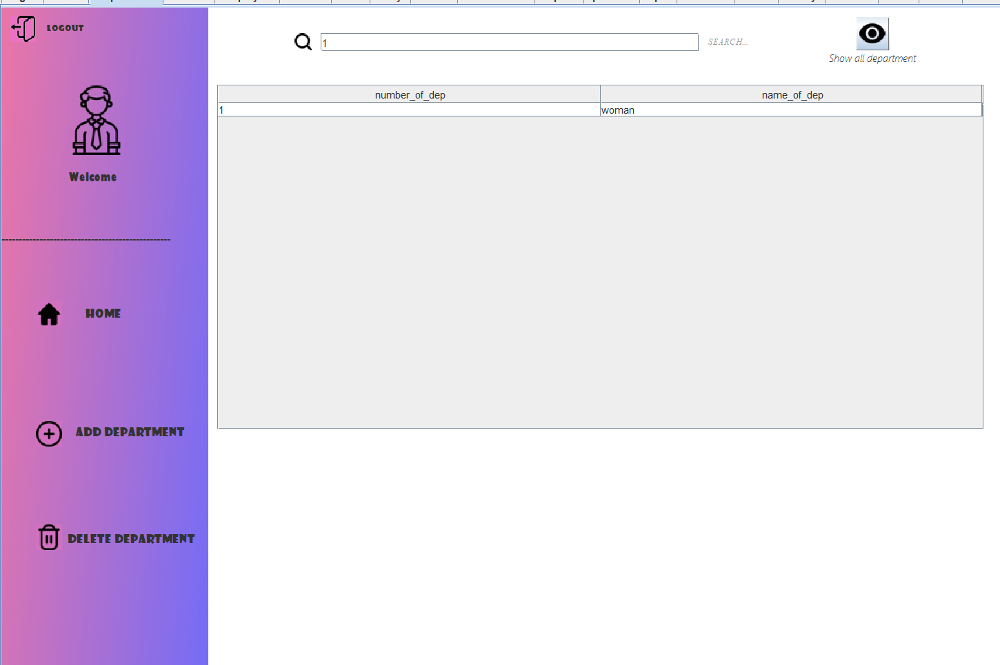 LOGOUT
1
SEARCH...
Show all department
number_of_dep name_of_dep
1 woman
Welcome
--------------------------------------------------
HOME
ADD DEPARTMENT
DELETE DEPARTMENT